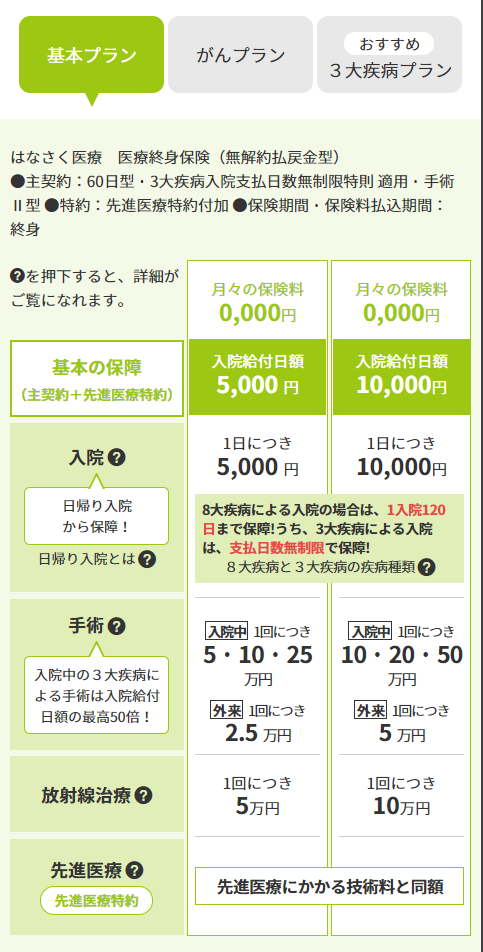 基本プラン
がんプラン
おすすめ
３大疾病プラン
はなさく医療　医療終身保険（無解約払戻金型）
●主契約：60日型・3大疾病入院支払日数無制限特則 適用・手術
Ⅱ型 ●特約：先進医療特約付加 ●保険期間・保険料払込期間：
終身
?を押下すると、詳細が
ご覧になれます。
月々の保険料
0,000円
月々の保険料
0,000円
基本の保障
（主契約＋先進医療特約）
入院給付日額
5,000 円
入院給付日額
10,000円
入院 ?
日帰り入院
から保障！
日帰り入院とは ?
1日につき
5,000 円
1日につき
10,000円
8大疾病による入院の場合は、1入院120
日まで保障!うち、3大疾病による入院
は、支払日数無制限で保障!
８大疾病と３大疾病の疾病種類 ?
手術 ?
入院中の３大疾病に
よる手術は入院給付
日額の最高50倍！
入院中 1回につき
5・10・25
万円
外来 1回につき
2.5 万円
入院中 1回につき
10・20・50
万円
外来 1回につき
5 万円
放射線治療 ?
1回につき
5万円
1回につき
10万円
先進医療 ?
先進医療特約
先進医療にかかる技術料と同額